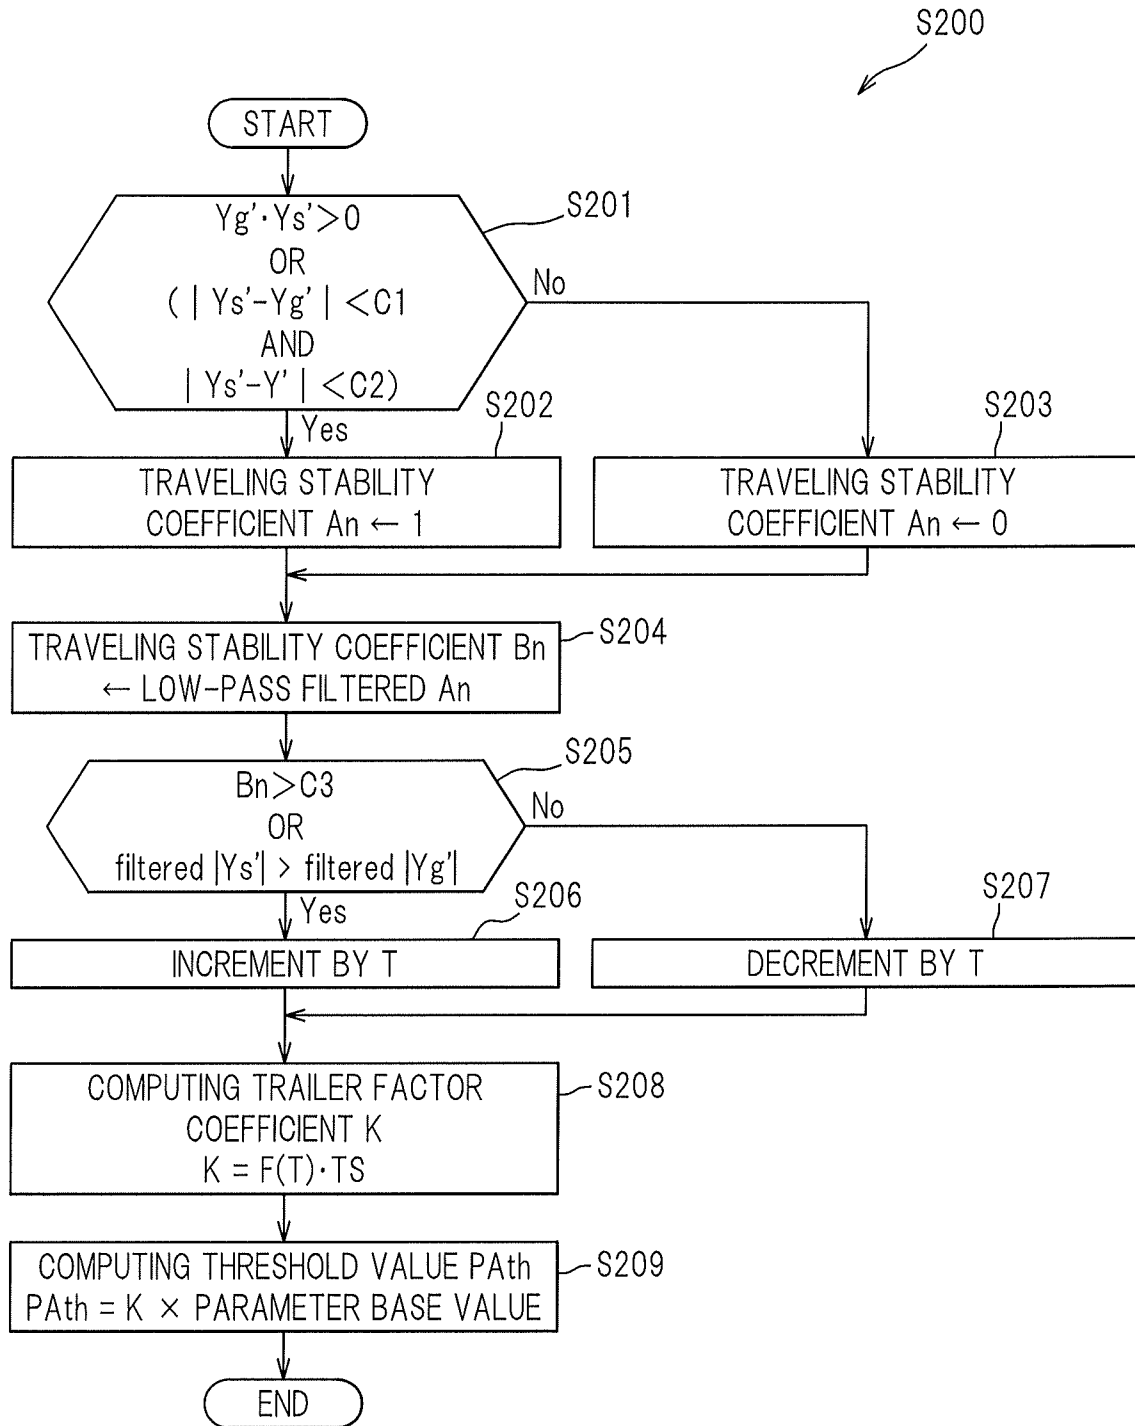 S200
START
Yg'·Ys'>0
OR
(| Ys'-Yg' | <C1
AND
| Ys'-Y' | <C2)
S201
No
Yes
S202
TRAVELING STABILITY
COEFFICIENT An ← 1
S203
TRAVELING STABILITY
COEFFICIENT An ← 0
TRAVELING STABILITY COEFFICIENT Bn
← LOW-PASS FILTERED An
S204
Bn>C3
OR
filtered |Ys'| > filtered |Yg'|
S205
No
Yes
S206
INCREMENT BY T
S207
DECREMENT BY T
COMPUTING TRAILER FACTOR
COEFFICIENT K
K = F(T)·TS
S208
COMPUTING THRESHOLD VALUE PAth
PAth = K × PARAMETER BASE VALUE
S209
END